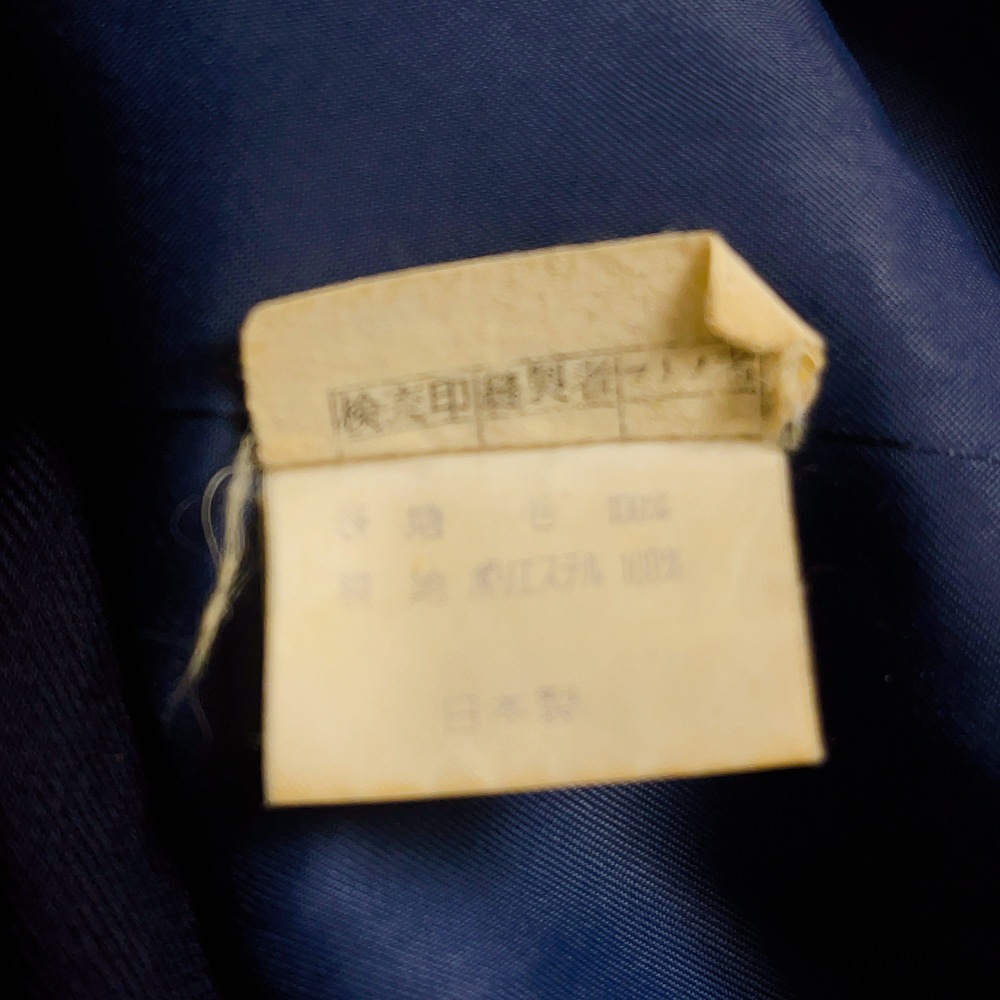 検定印 縫製者
表地 毛 100%
裏地 ポリエステル 100%
日本製